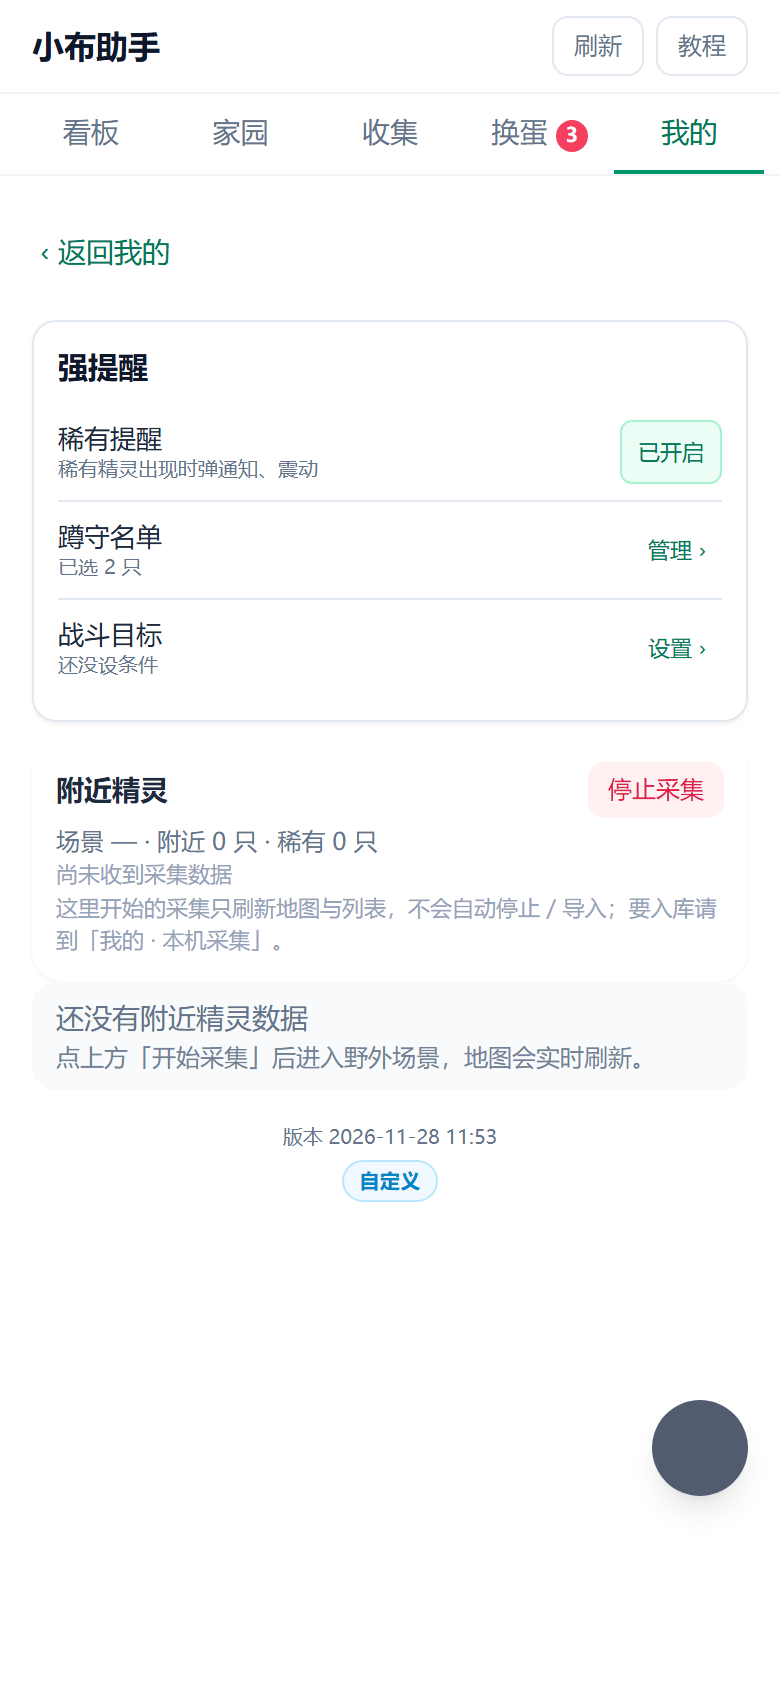 小布助手
刷新
教程
看板
家园
收集
换蛋 3
我的
‹ 返回我的
强提醒
稀有提醒
稀有精灵出现时弹通知、震动
已开启
蹲守名单
已选 2 只
管理 ›
战斗目标
还没设条件
设置 ›
附近精灵
停止采集
场景 — · 附近 0 只 · 稀有 0 只
尚未收到采集数据
这里开始的采集只刷新地图与列表，不会自动停止 / 导入；要入库请
到「我的 · 本机采集」。
还没有附近精灵数据
点上方「开始采集」后进入野外场景，地图会实时刷新。
版本 2026-11-28 11:53
自定义